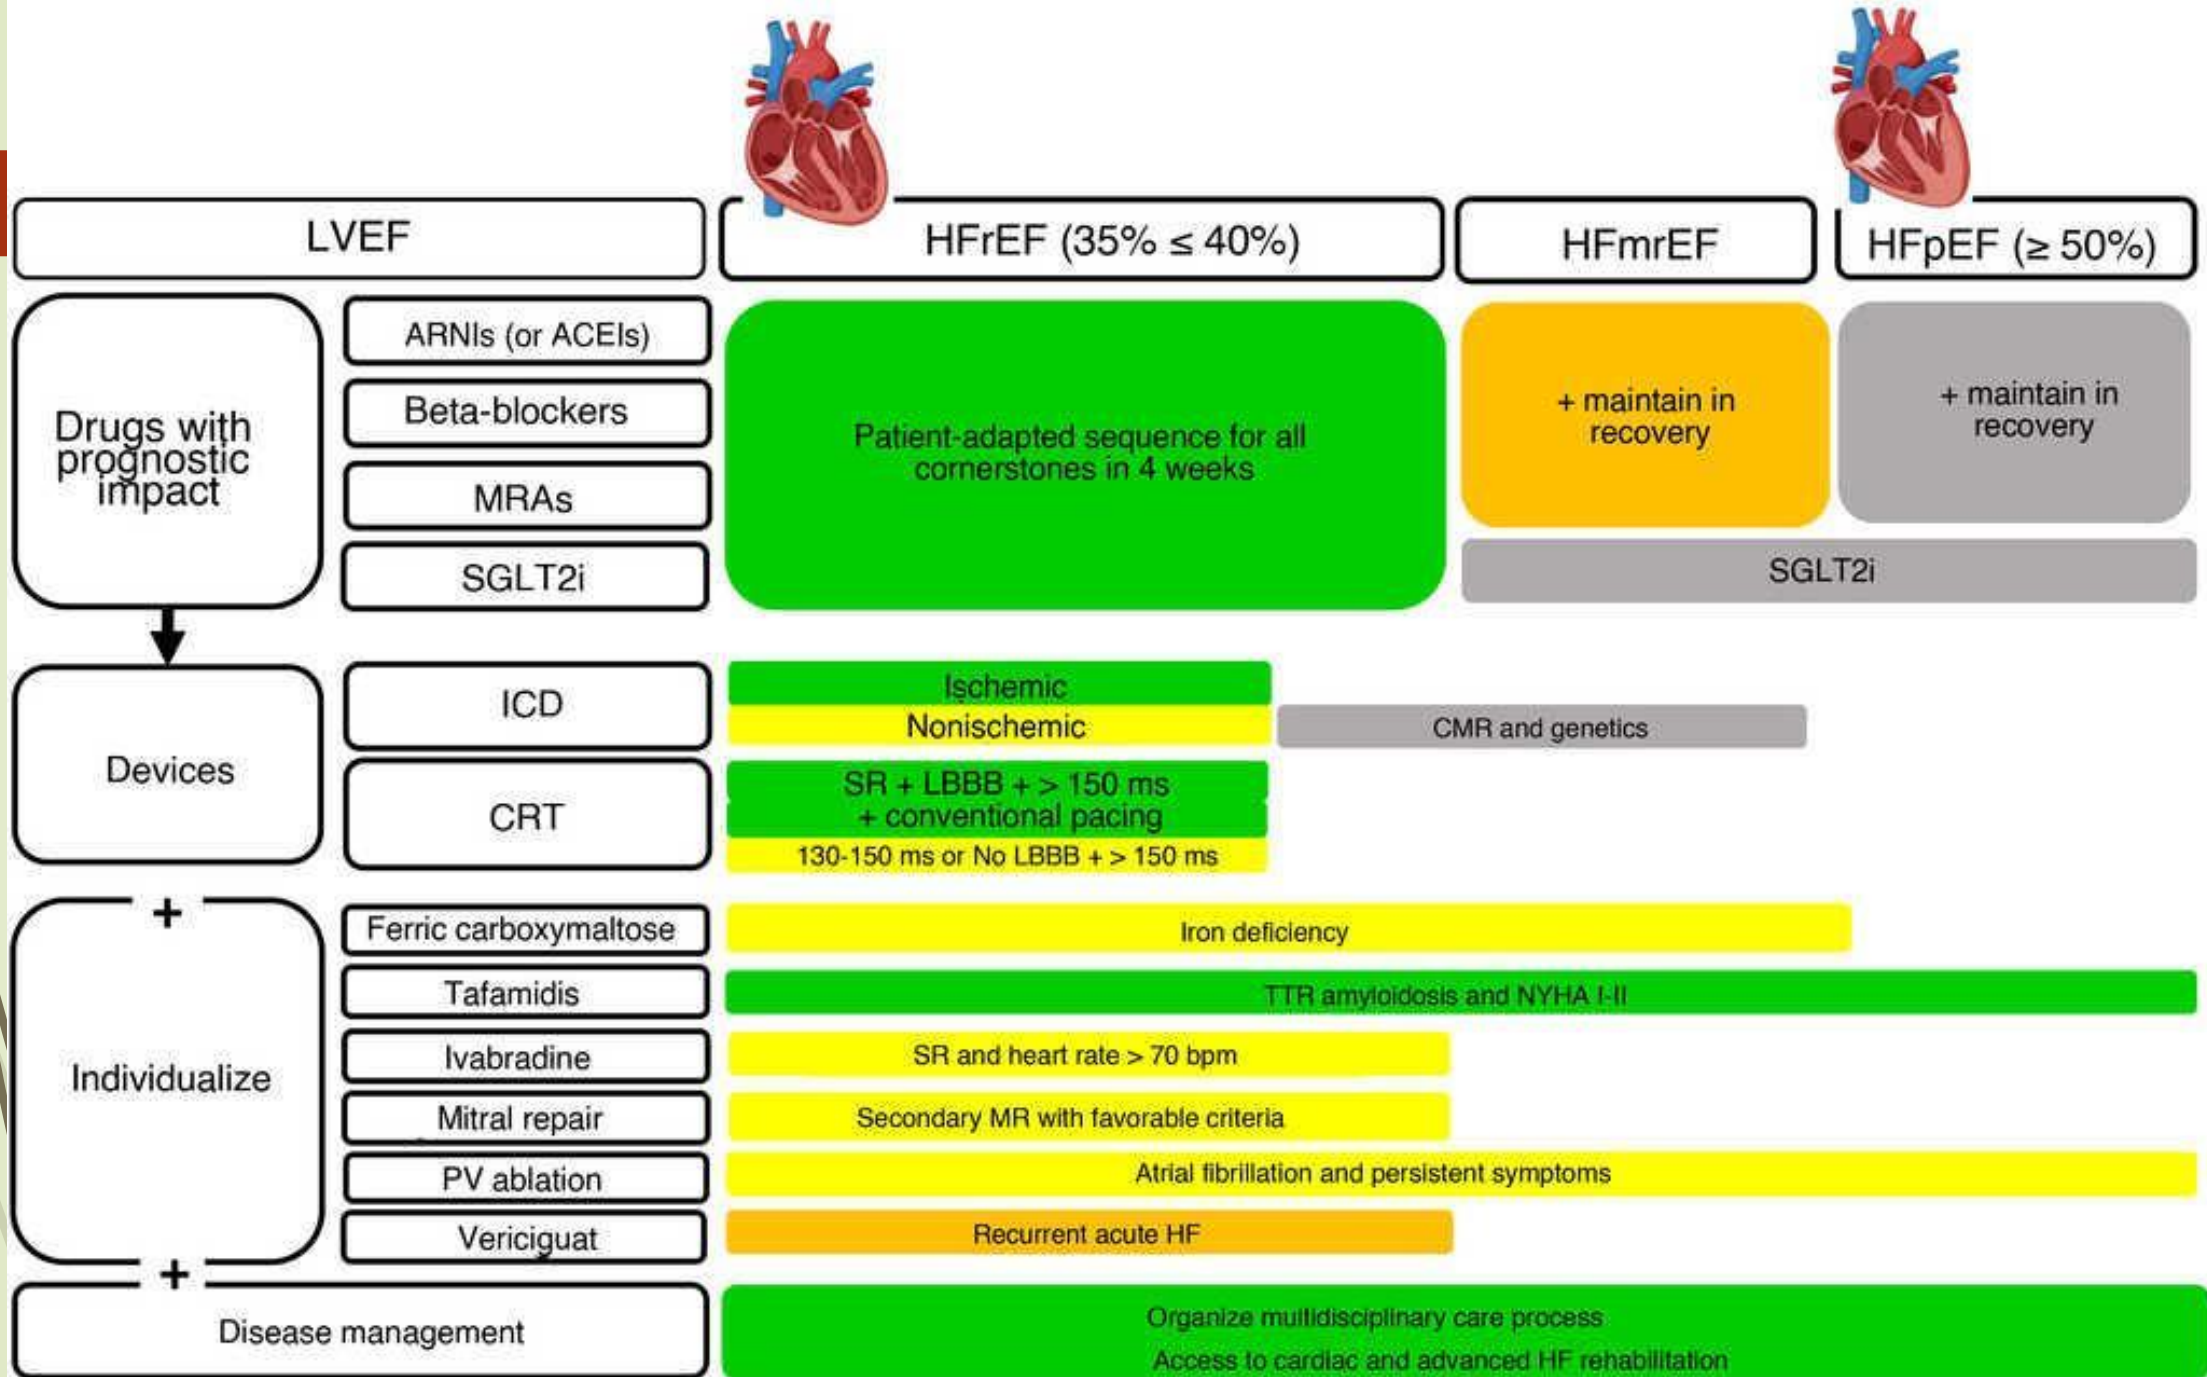 LVEF
HFrEF (35% ≤ 40%)
HFmrEF
HFpEF (≥ 50%)
Drugs with
prognostic
impact
ARNIs (or ACEIs)
Beta-blockers
MRAs
SGLT2i
Patient-adapted sequence for all
cornerstones in 4 weeks
+ maintain in
recovery
+ maintain in
recovery
SGLT2i
Devices
ICD
Ischemic
Nonischemic
CMR and genetics
CRT
SR + LBBB + > 150 ms
+ conventional pacing
130-150 ms or No LBBB + > 150 ms
+
Individualize
Ferric carboxymaltose
Iron deficiency
Tafamidis
TTR amyloidosis and NYHA I-II
Ivabradine
SR and heart rate > 70 bpm
Mitral repair
Secondary MR with favorable criteria
PV ablation
Atrial fibrillation and persistent symptoms
Vericiguat
Recurrent acute HF
+
Disease management
Organize multidisciplinary care process
Access to cardiac and advanced HF rehabilitation